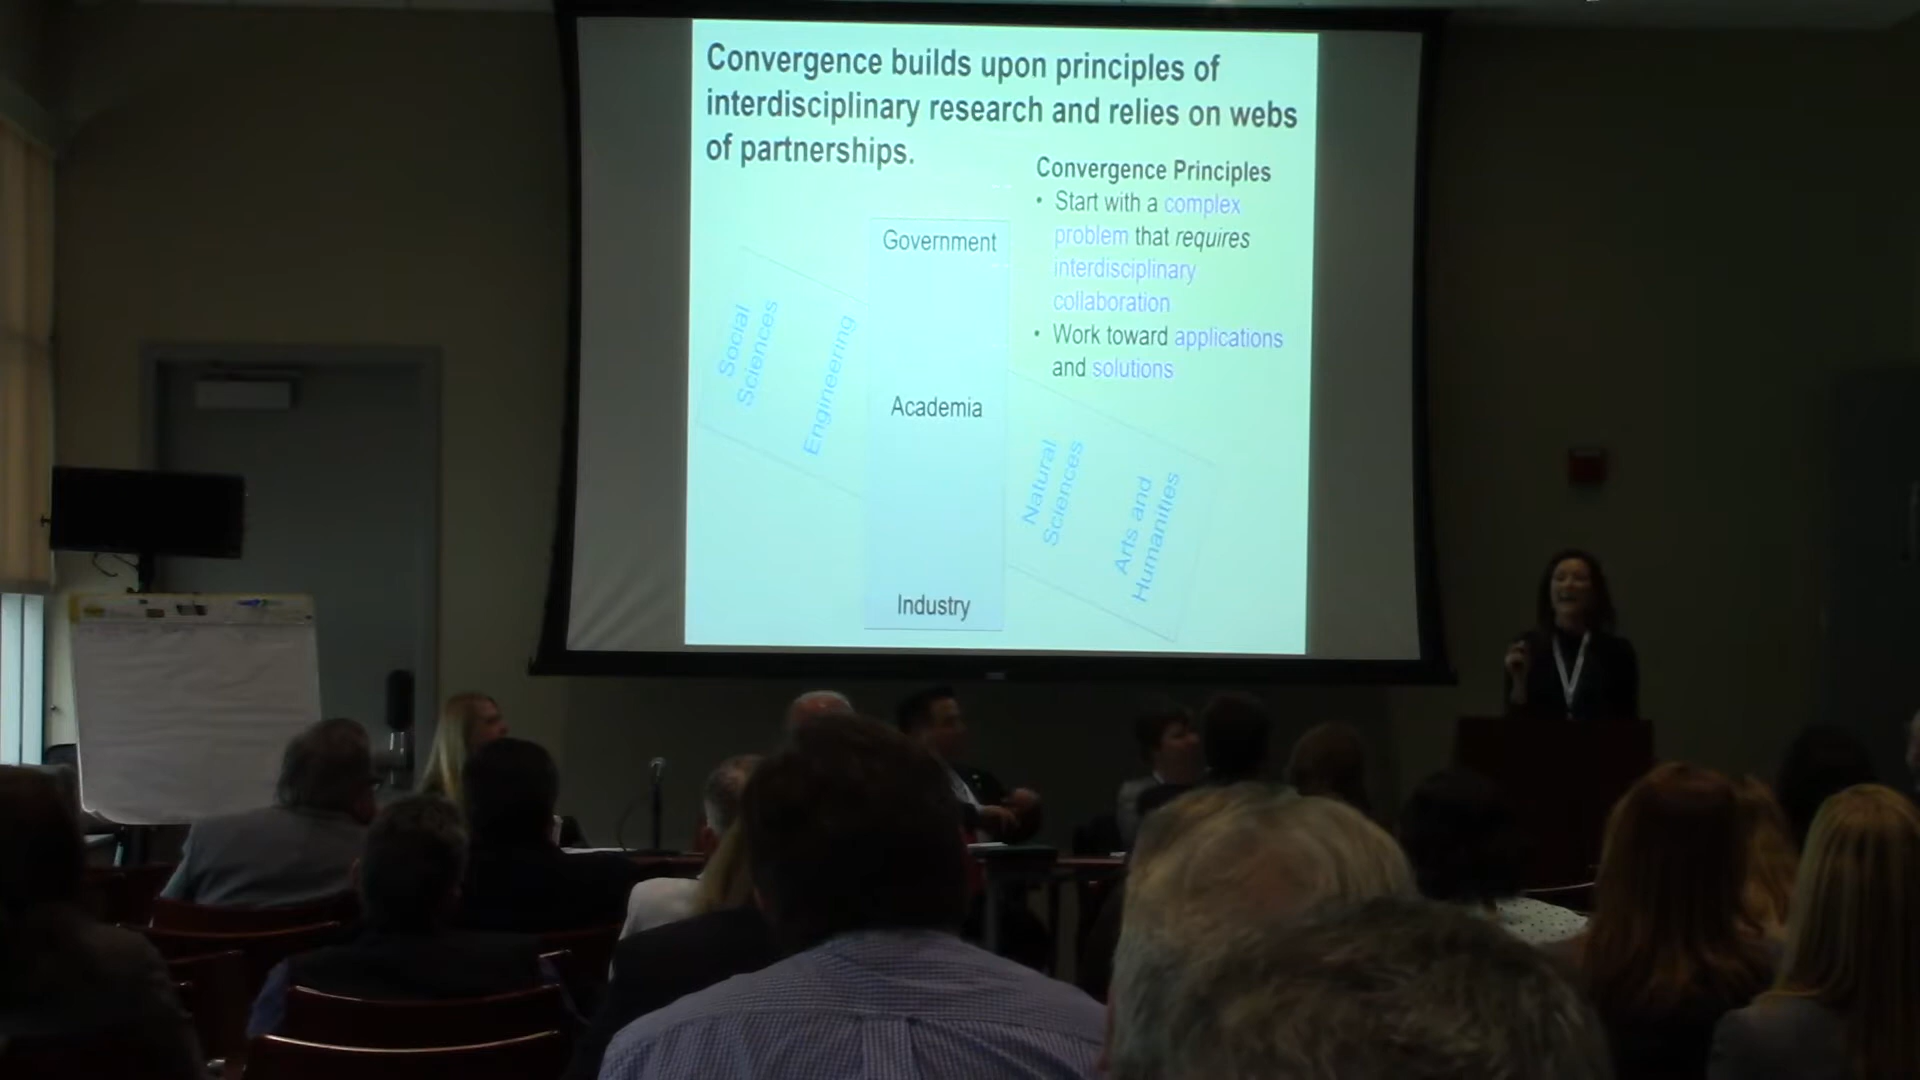 Convergence builds upon principles of
interdisciplinary research and relies on webs
of partnerships.
Convergence Principles
• Start with a complex
problem that requires
interdisciplinary
collaboration
• Work toward applications
and solutions
Government
Academia
Industry
Social
Sciences
Engineering
Natural
Sciences
Arts and
Humanities